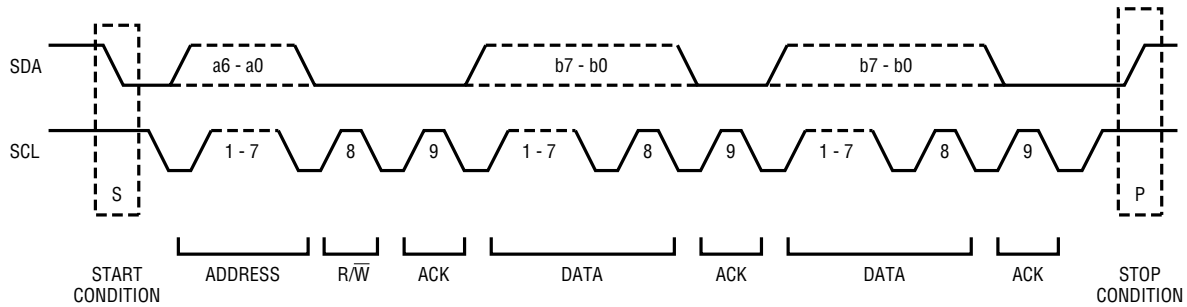 SDA
a6 - a0
b7 - b0
b7 - b0
SCL
1 - 7
8
9
1 - 7
8
9
1 - 7
8
9
S
P
START
CONDITION
ADDRESS
R/W̅
ACK
DATA
ACK
DATA
ACK
STOP
CONDITION